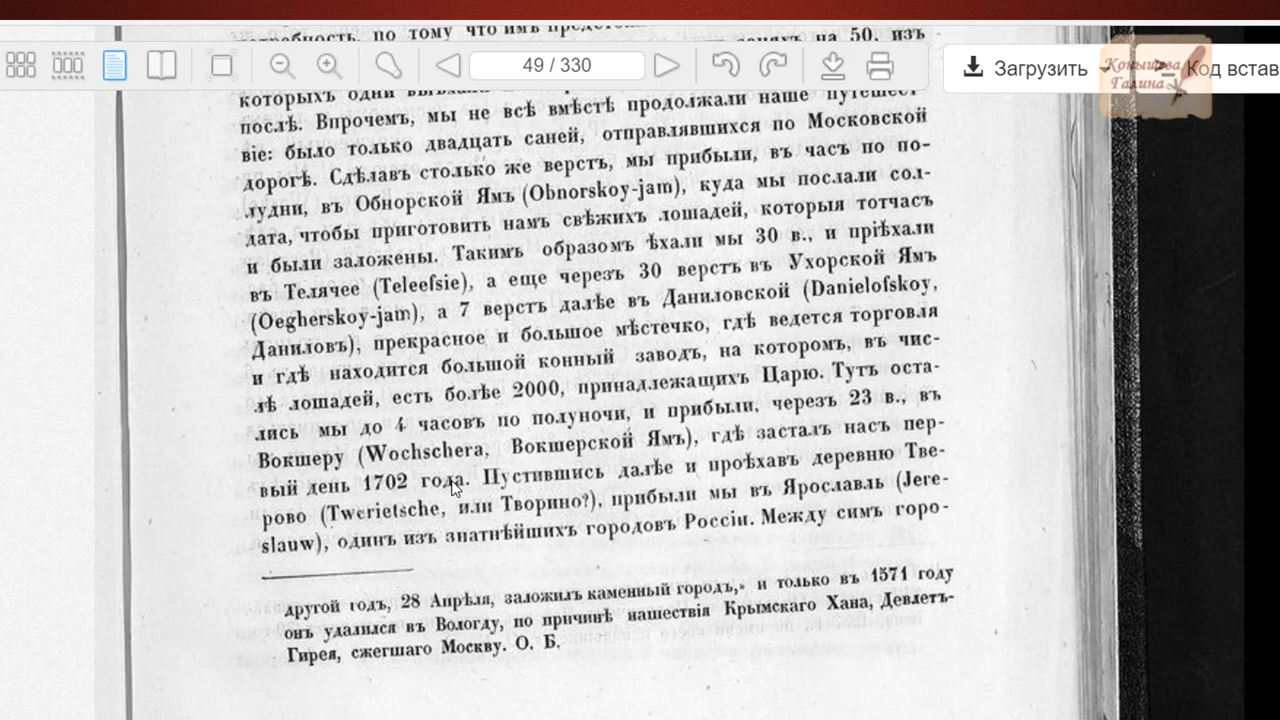 потребность, по тому что имъ
50, изъ
49 / 330
Загрузить
Код встав
Конышева
Галина
которыхъ одни
послѣ. Впрочемъ, мы не всѣ вмѣстѣ продолжали наше путешест-
віе: было только двадцать саней, отправлявшихся по Московской
дорогѣ. Сдѣлавъ столько же верстъ, мы прибыли, въ часъ по по-
лудни, въ Обнорской Ямъ (Obnorskoy-jam), куда мы послали сол-
дата, чтобы приготовить намъ свѣжихъ лошадей, которыя тотчасъ
и были заложены. Такимъ образомъ ѣхали мы 30 в., и пріѣхали
въ Телячее (Teleefsie), а еще черезъ 30 верстъ въ Ухорской Ямъ
(Oegherskoy-jam), а 7 верстъ далѣе въ Даниловской (Danielofskoy,
Даниловъ), прекрасное и большое мѣстечко, гдѣ ведется торговля
и гдѣ находится большой конный заводъ, на которомъ, въ чис-
лѣ лошадей, есть болѣе 2000, принадлежащихъ Царю. Тутъ оста-
лись мы до 4 часовъ по полуночи, и прибыли, черезъ 23 в., въ
Вокшеру (Wochschera, Вокшерской Ямъ), гдѣ засталъ насъ пер-
вый день 1702 года. Пустившись далѣе и проѣхавъ деревню Тве-
рово (Twerietsche, или Творино?), прибыли мы въ Ярославль (Jere-
slauw), одинъ изъ знатнѣйшихъ городовъ Россіи. Между симъ горо-
другой годъ, 28 Апрѣля, заложилъ каменный городъ,» и только въ 1571 году
онъ удалился въ Вологду, по причинѣ нашествія Крымскаго Хана, Девлетъ-
Гирея, сжегшаго Москву. О. Б.